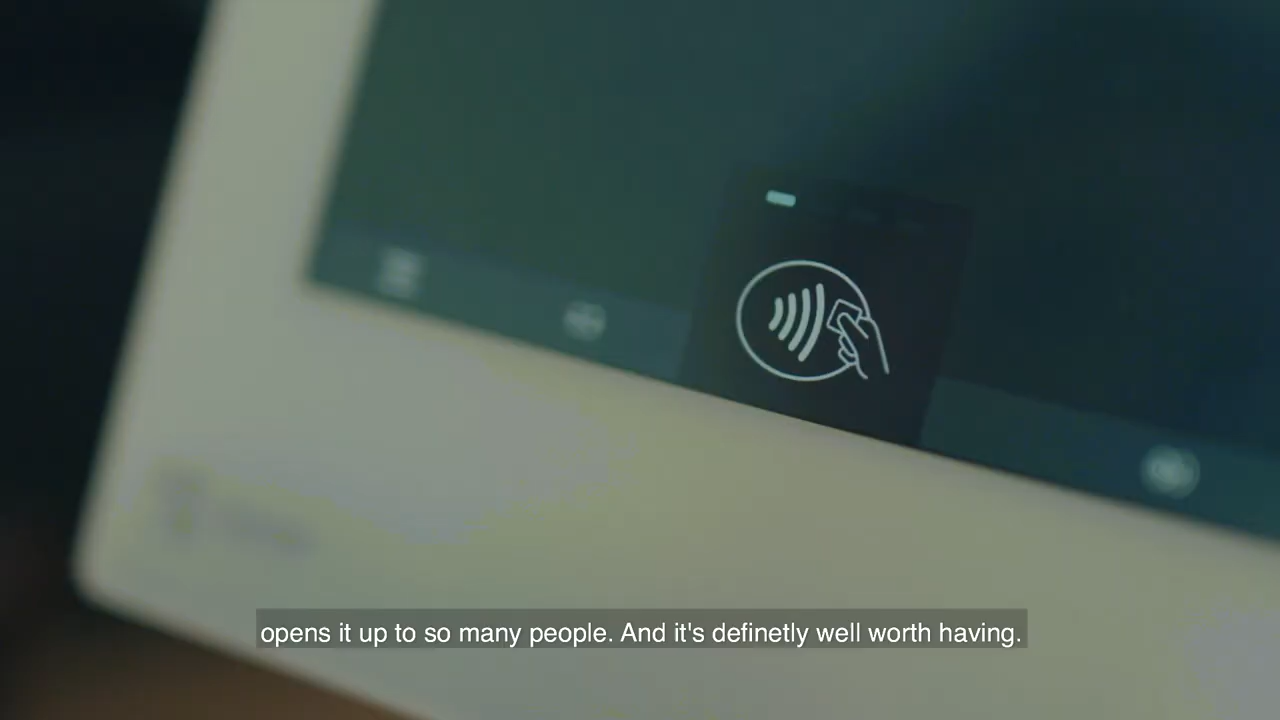 opens it up to so many people. And it's definetly well worth having.